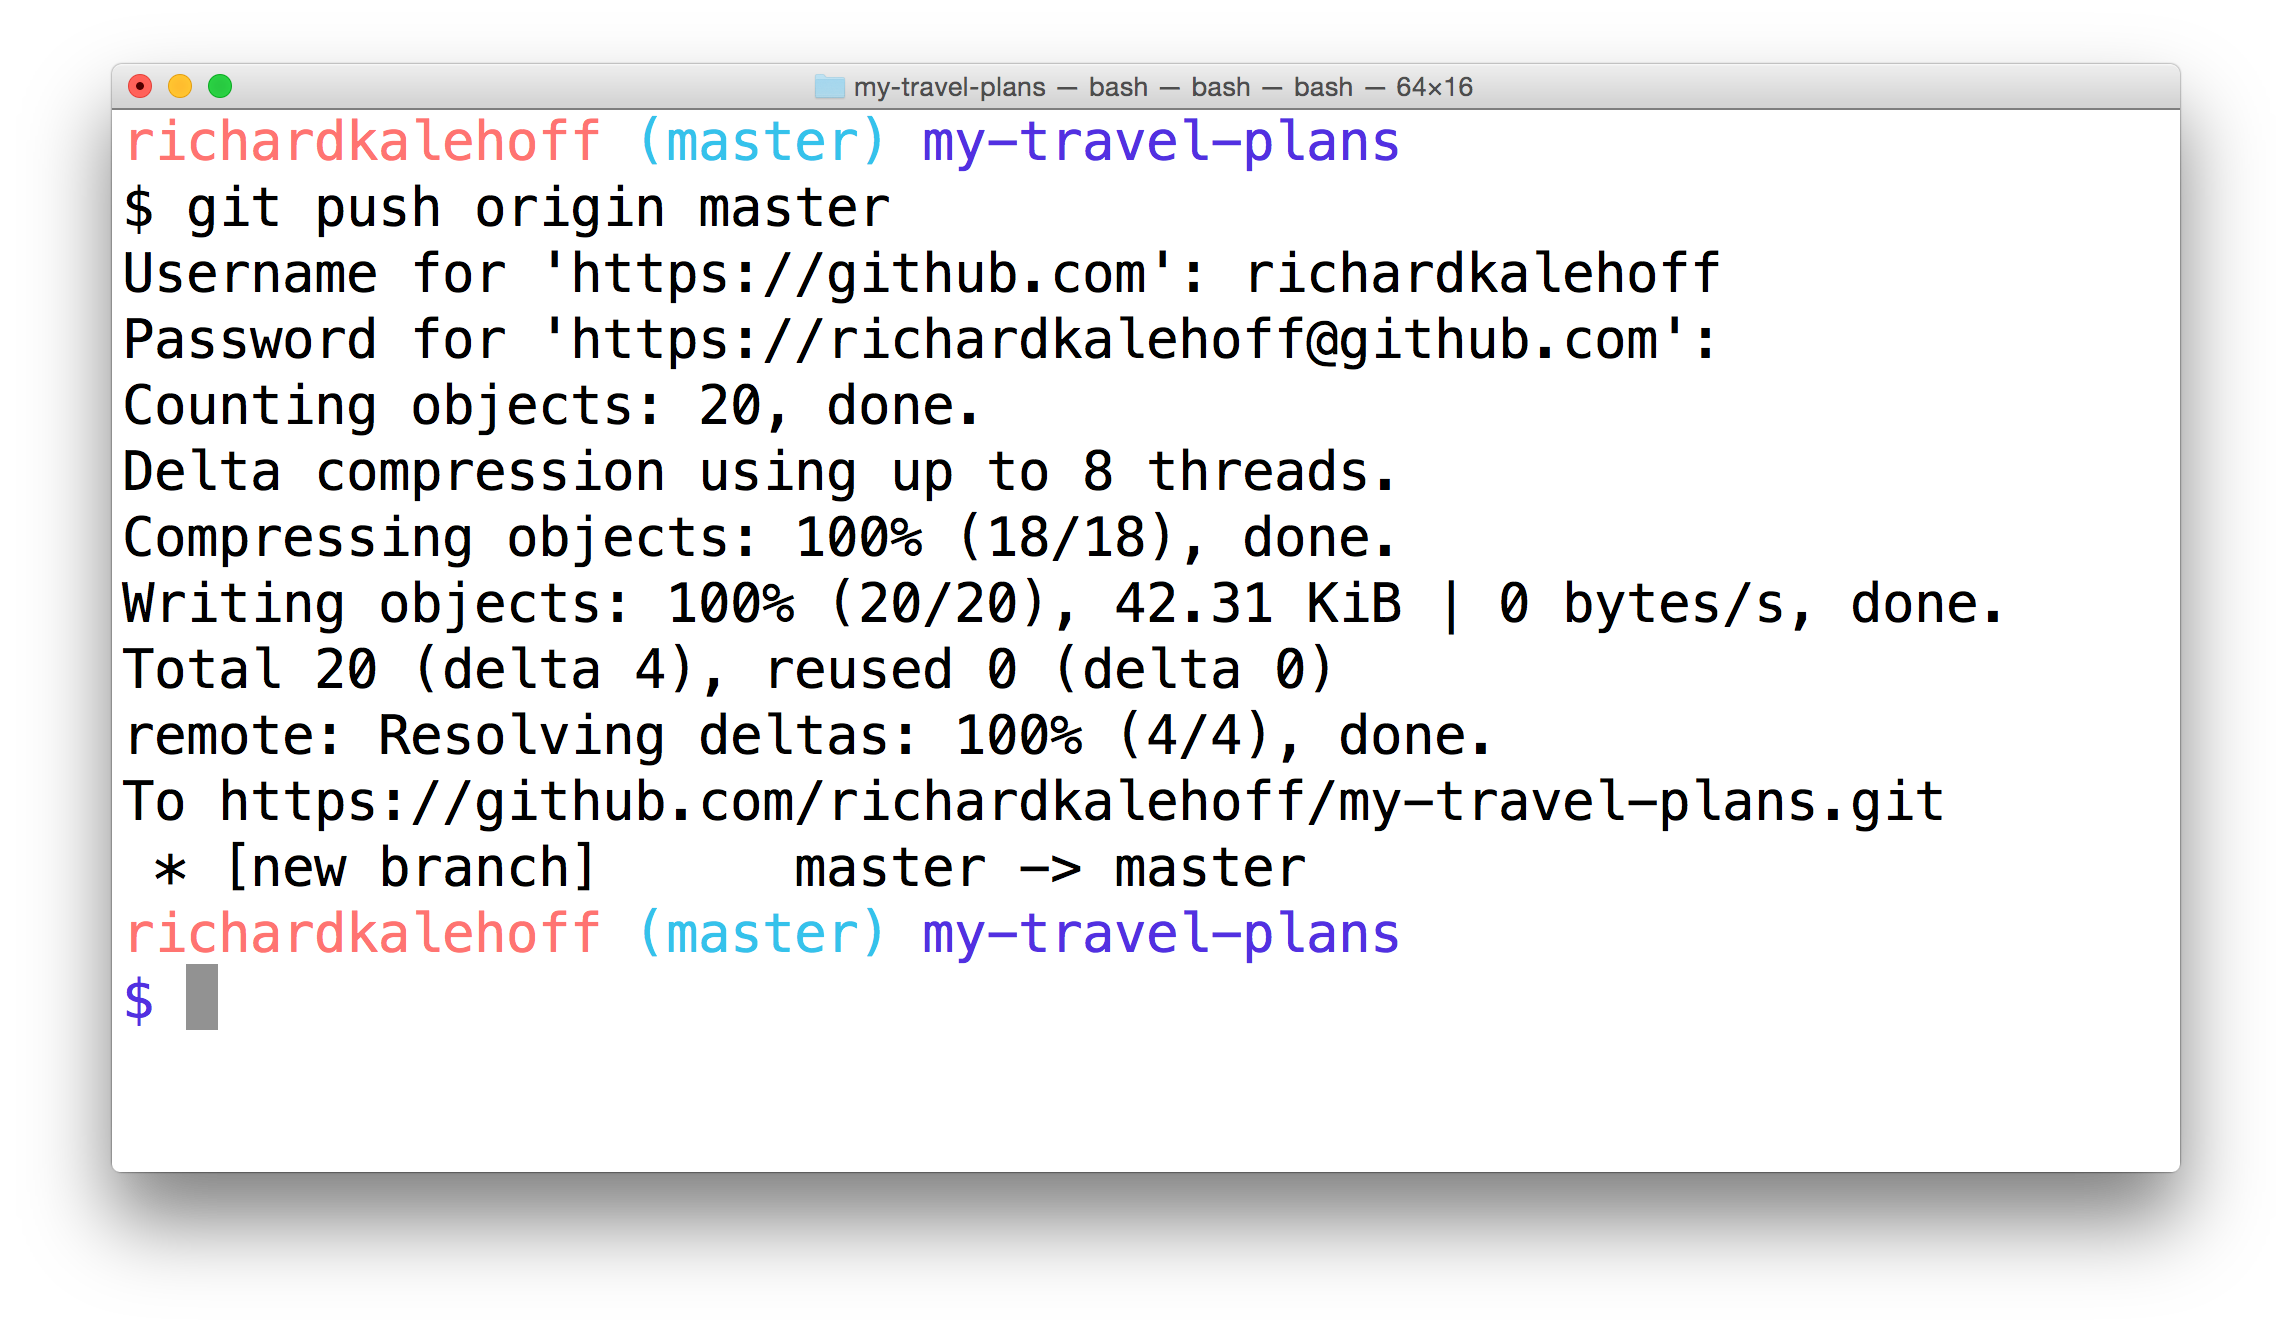 my-travel-plans — bash — bash — bash — 64×16
richardkalehoff (master) my-travel-plans
$ git push origin master
Username for 'https://github.com': richardkalehoff
Password for 'https://richardkalehoff@github.com':
Counting objects: 20, done.
Delta compression using up to 8 threads.
Compressing objects: 100% (18/18), done.
Writing objects: 100% (20/20), 42.31 KiB | 0 bytes/s, done.
Total 20 (delta 4), reused 0 (delta 0)
remote: Resolving deltas: 100% (4/4), done.
To https://github.com/richardkalehoff/my-travel-plans.git
 * [new branch]      master -> master
richardkalehoff (master) my-travel-plans
$